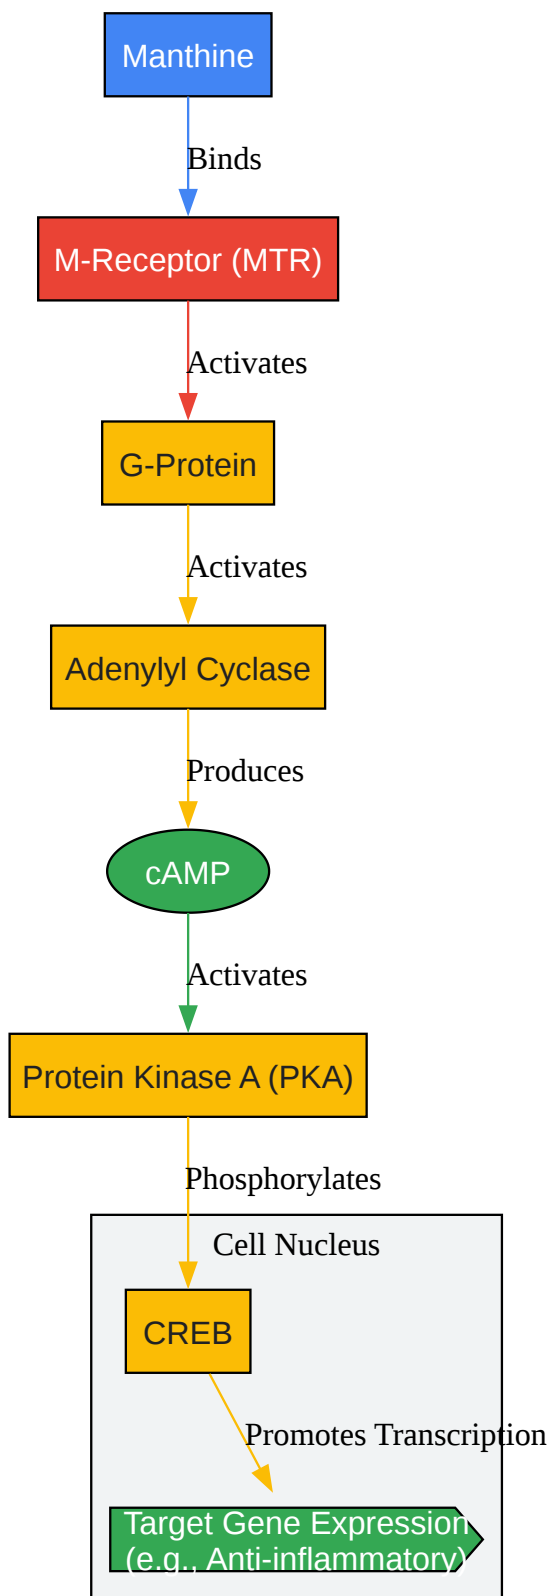 Manthine
Binds
M-Receptor (MTR)
Activates
G-Protein
Activates
Adenylyl Cyclase
Produces
cAMP
Activates
Protein Kinase A (PKA)
Phosphorylates
Cell Nucleus
CREB
Promotes Transcription
Target Gene Expression
(e.g., Anti-inflammatory)